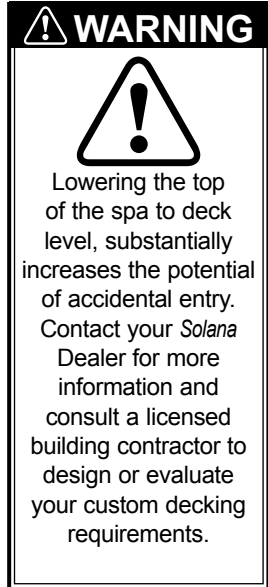 WARNING
Lowering the top
of the spa to deck
level, substantially
increases the potential
of accidental entry.
Contact your Solana
Dealer for more
information and
consult a licensed
building contractor to
design or evaluate
your custom decking
requirements.